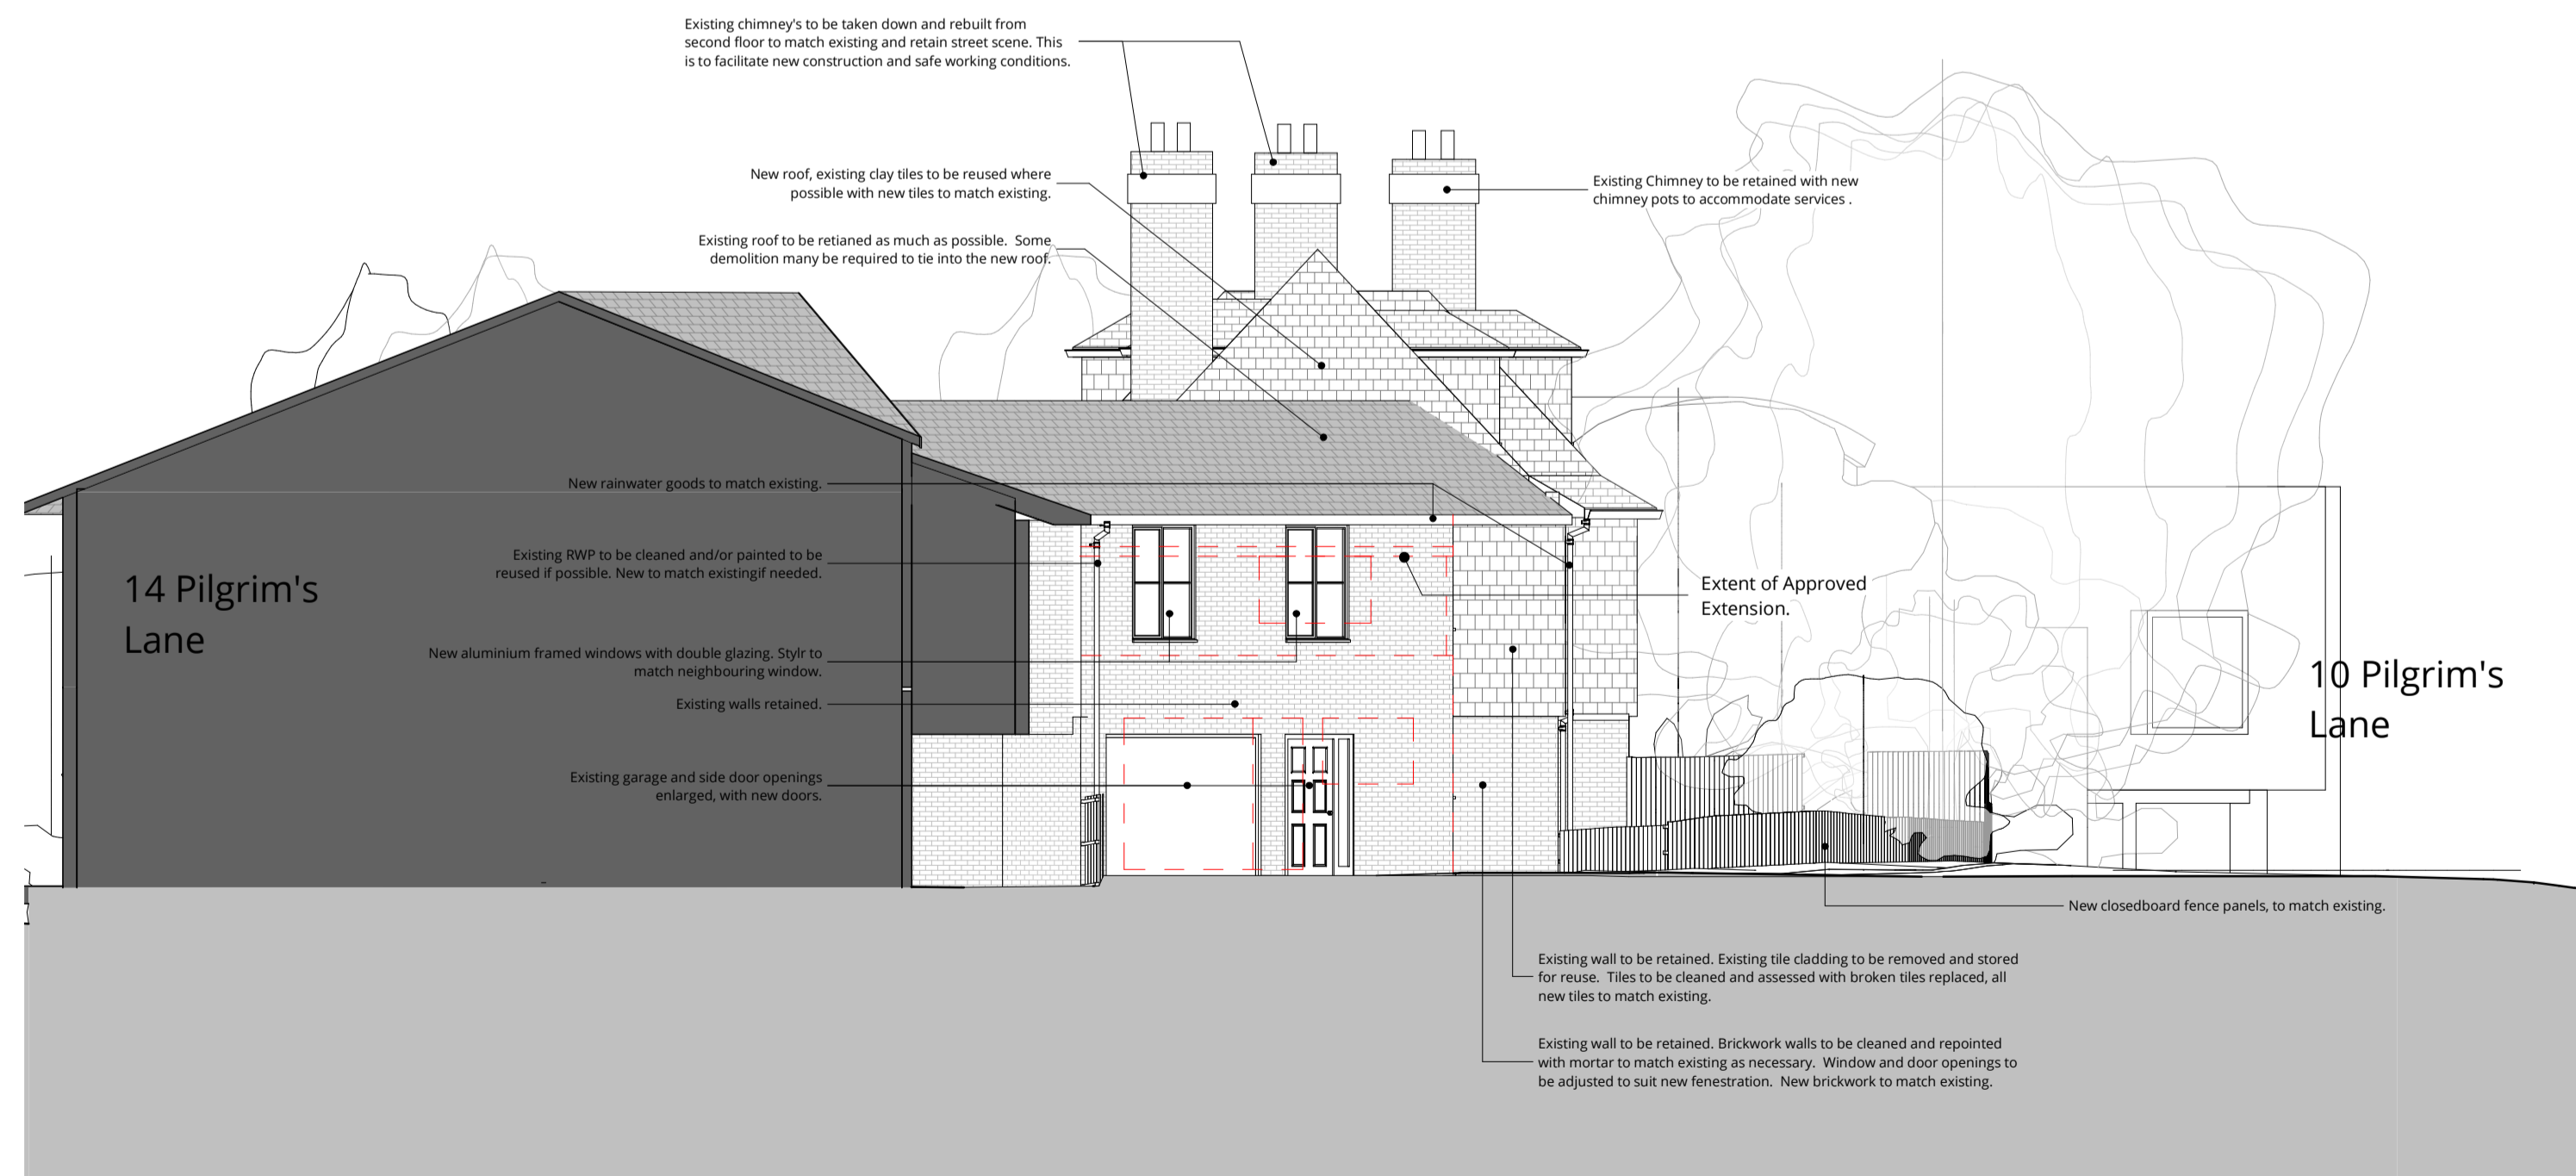 Existing chimney's to be taken down and rebuilt from
second floor to match existing and retain street scene. This
is to facilitate new construction and safe working conditions.
New roof, existing clay tiles to be reused where
possible with new tiles to match existing.
Existing Chimney to be retained with new
chimney pots to accommodate services .
Existing roof to be retianed as much as possible. Some
demolition many be required to tie into the new roof.
New rainwater goods to match existing.
Existing RWP to be cleaned and/or painted to be
reused if possible. New to match existingif needed.
14 Pilgrim's
Lane
Extent of Approved
Extension.
New aluminium framed windows with double glazing. Stylr to
match neighbouring window.
10 Pilgrim's
Lane
Existing walls retained.
Existing garage and side door openings
enlarged, with new doors.
New closedboard fence panels, to match existing.
Existing wall to be retained. Existing tile cladding to be removed and stored
for reuse. Tiles to be cleaned and assessed with broken tiles replaced, all
new tiles to match existing.
Existing wall to be retained. Brickwork walls to be cleaned and repointed
with mortar to match existing as necessary. Window and door openings to
be adjusted to suit new fenestration. New brickwork to match existing.